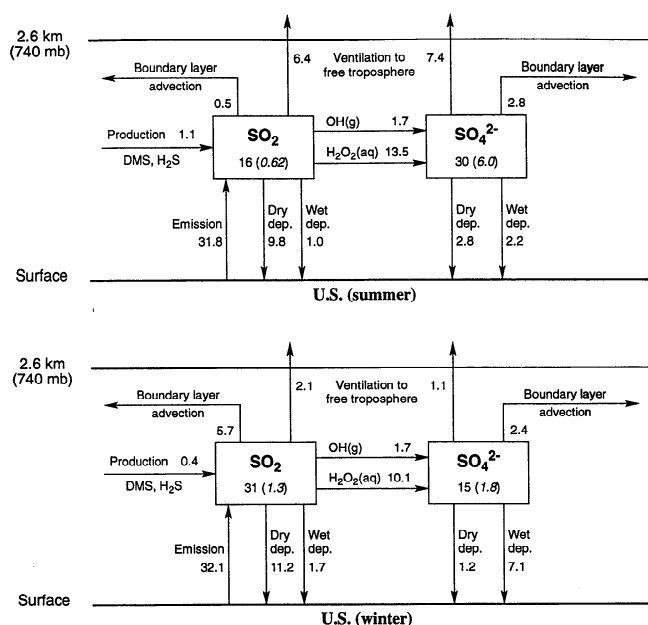 2.6 km
(740 mb)
6.4
Ventilation to
free troposphere
7.4
Boundary layer
advection
0.5
Boundary layer
advection
2.8
Production 1.1
DMS, H₂S
SO₂
16 (0.62)
OH(g) 1.7
H₂O₂(aq) 13.5
SO₄²⁻
30 (6.0)
Emission
31.8
Dry
dep.
9.8
Wet
dep.
1.0
Dry
dep.
2.8
Wet
dep.
2.2
Surface
U.S. (summer)
2.6 km
(740 mb)
2.1
Ventilation to
free troposphere
1.1
Boundary layer
advection
5.7
Boundary layer
advection
2.4
Production 0.4
DMS, H₂S
SO₂
31 (1.3)
OH(g) 1.7
H₂O₂(aq) 10.1
SO₄²⁻
15 (1.8)
Emission
32.1
Dry
dep.
11.2
Wet
dep.
1.7
Dry
dep.
1.2
Wet
dep.
7.1
Surface
U.S. (winter)